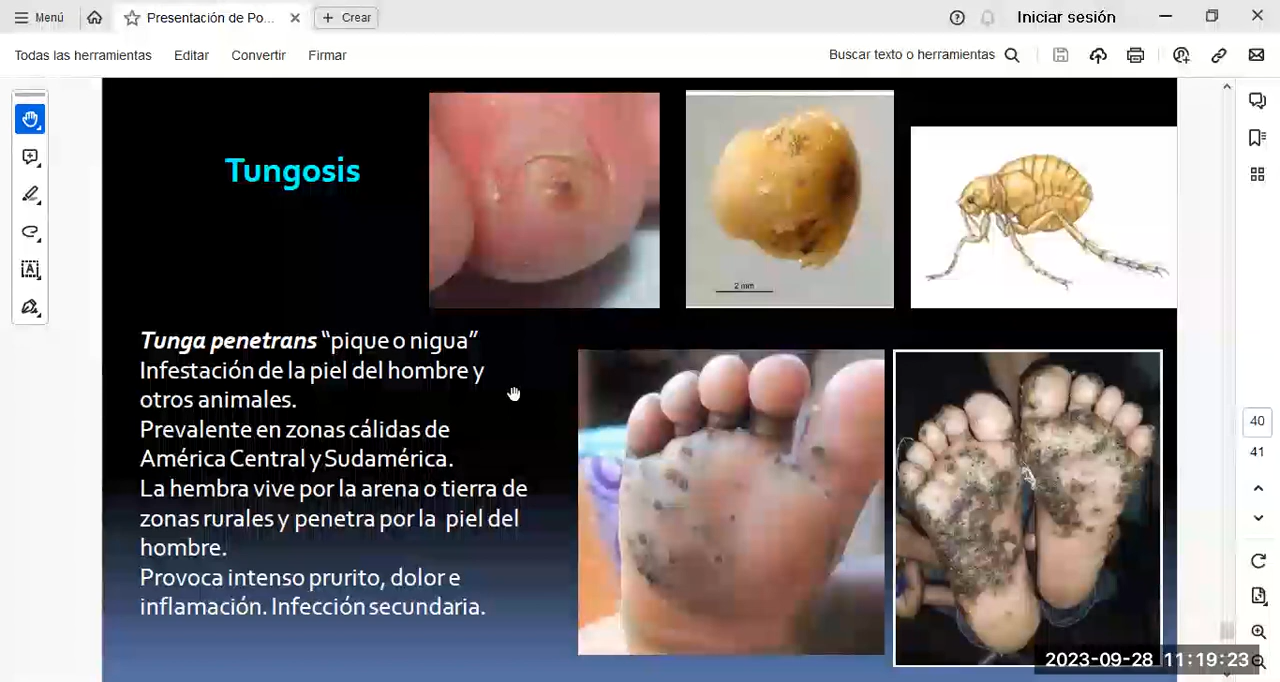 Menú
Presentación de Po...
Crear
Iniciar sesión
Todas las herramientas
Editar
Convertir
Firmar
Buscar texto o herramientas
Tungosis
2 mm
Tunga penetrans “pique o nigua”
Infestación de la piel del hombre y
otros animales.
Prevalente en zonas cálidas de
América Central y Sudamérica.
La hembra vive por la arena o tierra de
zonas rurales y penetra por la piel del
hombre.
Provoca intenso prurito, dolor e
inflamación. Infección secundaria.
40
41
2023-09-28 11:19:23